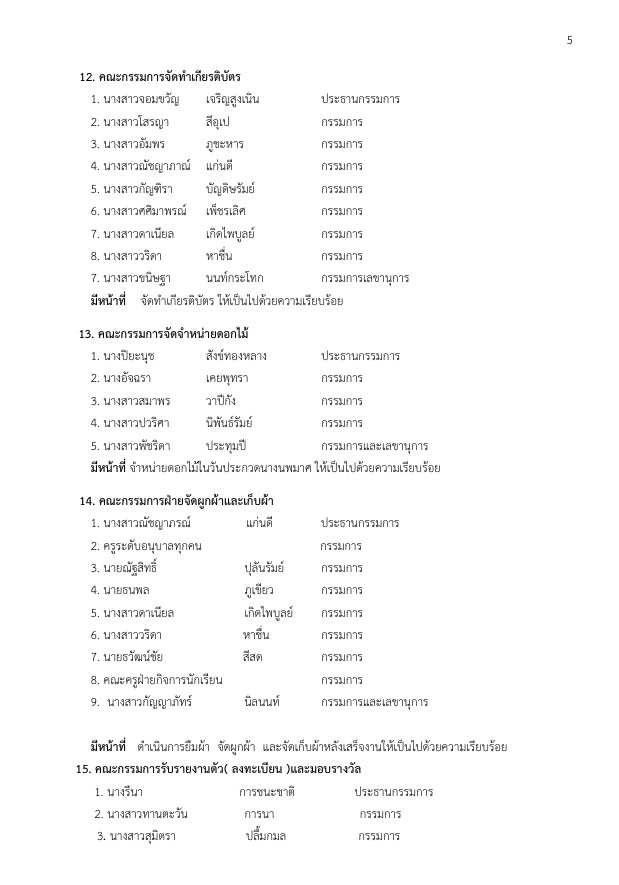 5
12. คณะกรรมการจัดทำเกียรติบัตร
1. นางสาวจอมขวัญ เจริญสูงเนิน ประธานกรรมการ
2. นางสาวโสรญา สีอุเป กรรมการ
3. นางสาวอัมพร ภูชะหาร กรรมการ
4. นางสาวณัชญาภาณ์ แก่นดี กรรมการ
5. นางสาวกัญฑิรา บัญดิษรัมย์ กรรมการ
6. นางสาวศศิมาพรณ์ เพ็ชรเลิศ กรรมการ
7. นางสาวดาเนียล เกิดไพบูลย์ กรรมการ
8. นางสาววริดา หาชื่น กรรมการ
7. นางสาวขนิษฐา นนท์กระโทก กรรมการเลขานุการ
มีหน้าที่ จัดทำเกียรติบัตร ให้เป็นไปด้วยความเรียบร้อย
13. คณะกรรมการจัดจำหน่ายดอกไม้
1. นางปิยะนุช สังข์ทองหลาง ประธานกรรมการ
2. นางอัจฉรา เคยพุทรา กรรมการ
3. นางสาวสมาพร วาปีกัง กรรมการ
4. นางสาวปวริศา นิพันธ์รัมย์ กรรมการ
5. นางสาวพัชริดา ประทุมปี กรรมการและเลขานุการ
มีหน้าที่ จำหน่ายดอกไม้ในวันประกวดนางนพมาศ ให้เป็นไปด้วยความเรียบร้อย
14. คณะกรรมการฝ่ายจัดผูกผ้าและเก็บผ้า
1. นางสาวณัชญาภรณ์ แก่นดี ประธานกรรมการ
2. ครูระดับอนุบาลทุกคน กรรมการ
3. นายณัฐสิทธิ์ ปุลันรัมย์ กรรมการ
4. นายธนพล ภูเขียว กรรมการ
5. นางสาวดาเนียล เกิดไพบูลย์ กรรมการ
6. นางสาววริดา หาชื่น กรรมการ
7. นายธวัฒน์ชัย สีสด กรรมการ
8. คณะครูฝ่ายกิจการนักเรียน กรรมการ
9. นางสาวกัญญาภัทร์ นิลนนท์ กรรมการและเลขานุการ
มีหน้าที่ ดำเนินการยืมผ้า จัดผูกผ้า และจัดเก็บผ้าหลังเสร็จงานให้เป็นไปด้วยความเรียบร้อย
15. คณะกรรมการรับรายงานตัว( ลงทะเบียน )และมอบรางวัล
1. นางรีนา การชนะชาติ ประธานกรรมการ
2. นางสาวทานตะวัน การนา กรรมการ
3. นางสาวสุมิตรา ปลื้มกมล กรรมการ